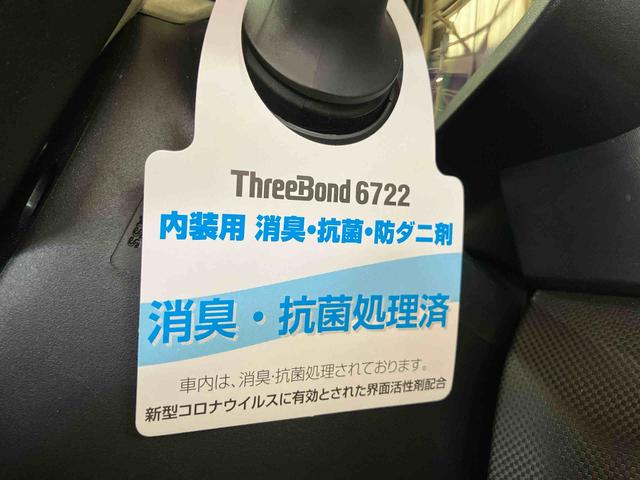 ThreeBond 6722
内装用 消臭・抗菌・防ダニ剤
消臭・抗菌処理済
車内は、消臭・抗菌処理されております。
新型コロナウイルスに有効とされた界面活性剤配合